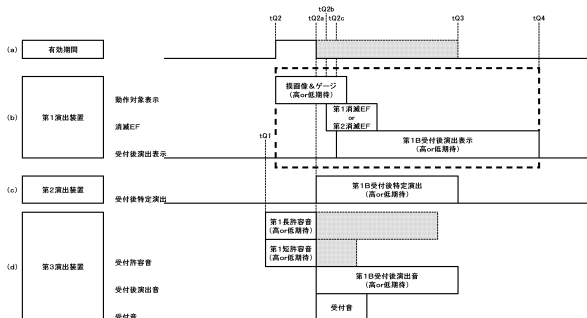 tQ2b
tQ2 tQ2a tQ2c tQ3 tQ4
(a) 有効期間
動作対象表示 摸画像&ゲージ
(高or低期待)
(b) 第1演出装置
消滅EF 第1消滅EF
or
第2消滅EF
受付後演出表示 第1B受付後演出表示
(高or低期待)
tQ1
(c) 第2演出装置 受付後特定演出 第1B受付後特定演出
(高or低期待)
第1長許容音
(高or低期待)
(d) 第3演出装置
受付許容音 第1短許容音
(高or低期待)
受付後演出音 第1B受付後演出音
(高or低期待)
受付音 受付音